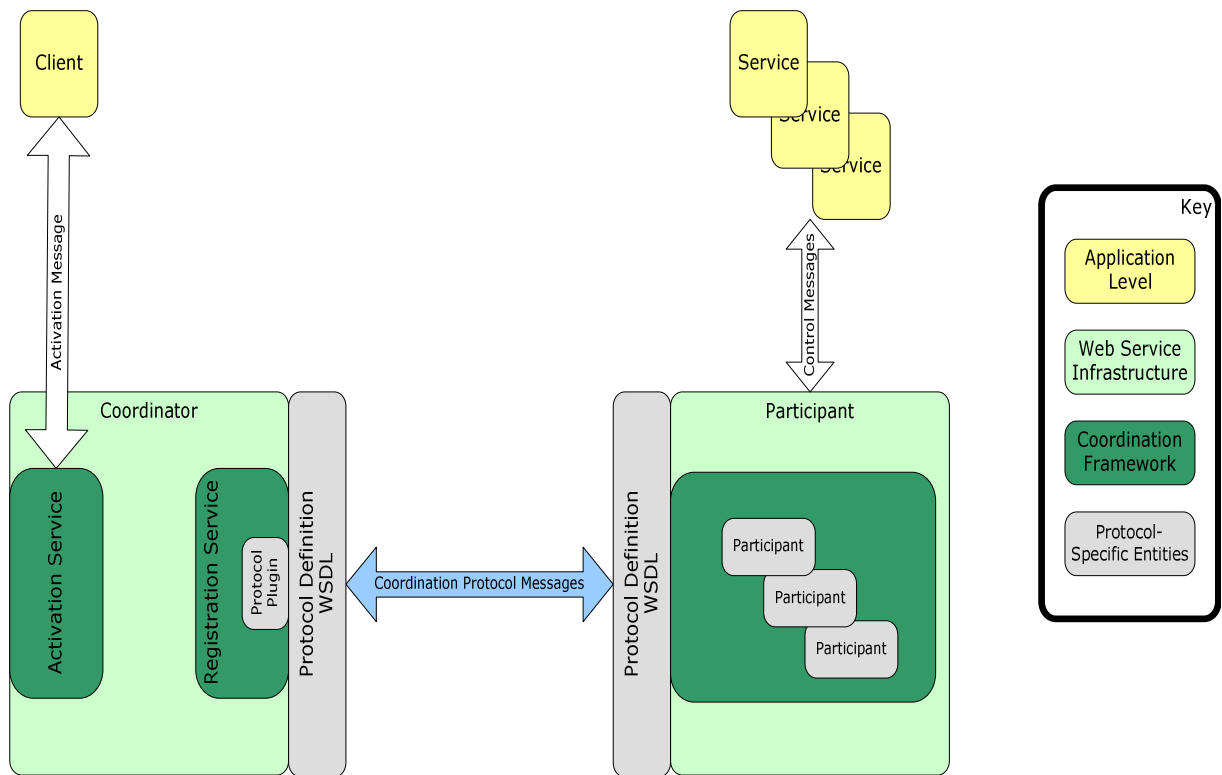 Client
Service
Service
Service
Activation Message
Control Messages
Key
Application
Level
Web Service
Infrastructure
Coordination
Framework
Protocol-
Specific Entities
Coordinator
Activation Service
Registration Service
Protocol
Plugin
Protocol Definition
WSDL
Coordination Protocol Messages
Protocol Definition
WSDL
Participant
Participant
Participant
Participant